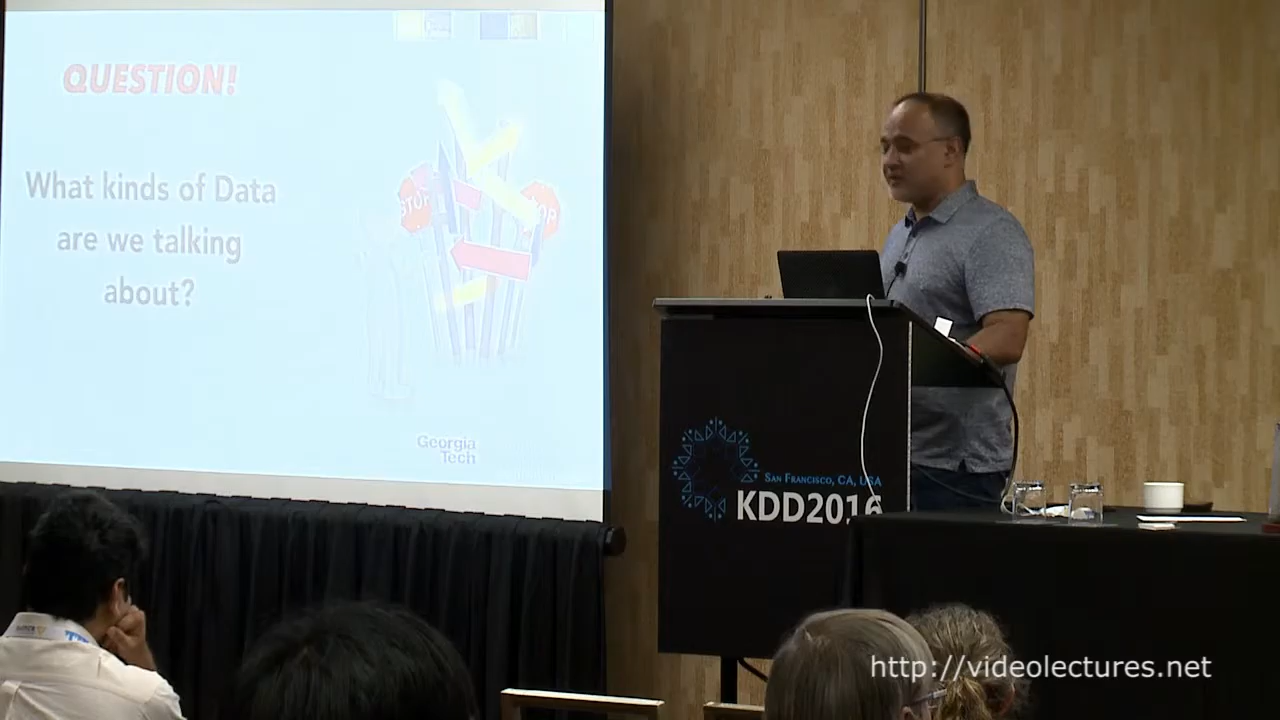 QUESTION!
What kinds of Data
are we talking
about?
STOP
Georgia
Tech
SAN FRANCISCO, CA, USA
KDD2016
http://videolectures.net